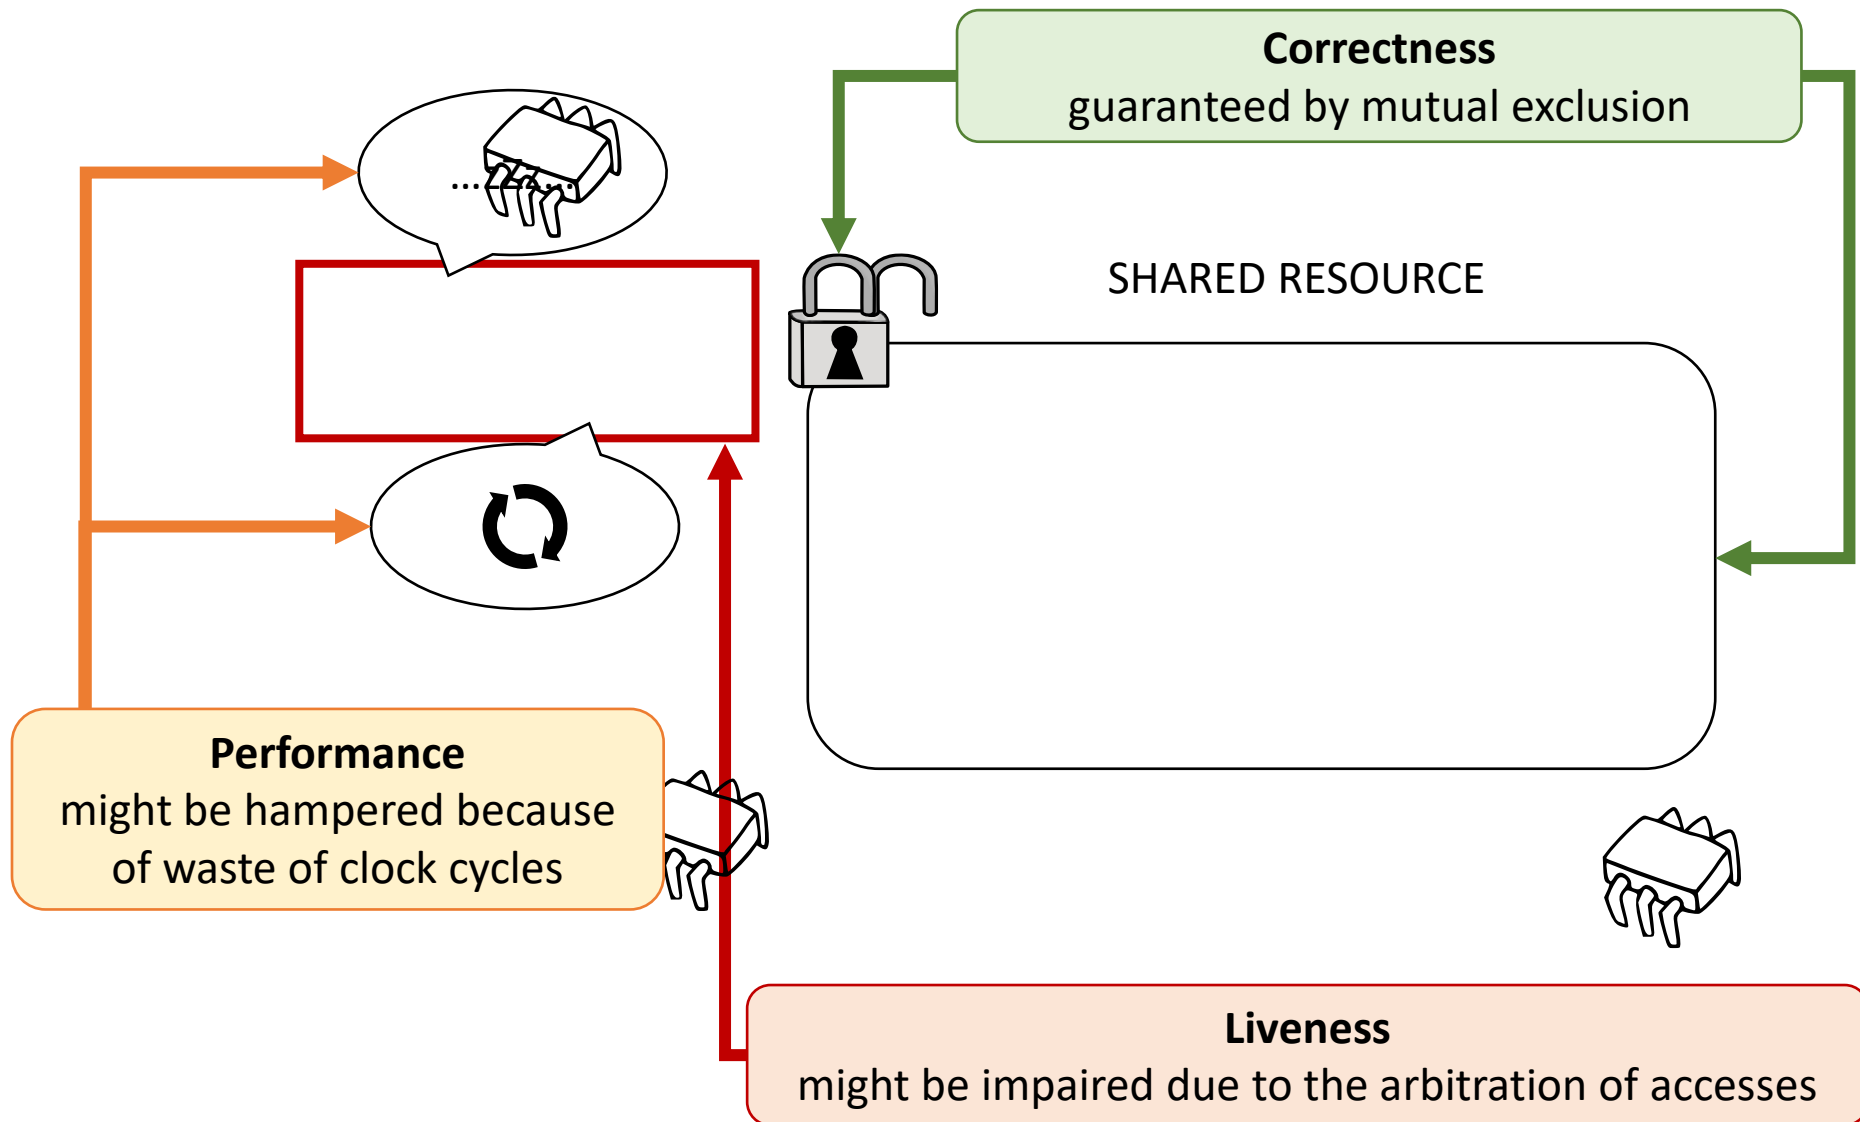 Correctness
guaranteed by mutual exclusion
SHARED RESOURCE
Performance
might be hampered because
of waste of clock cycles
Liveness
might be impaired due to the arbitration of accesses